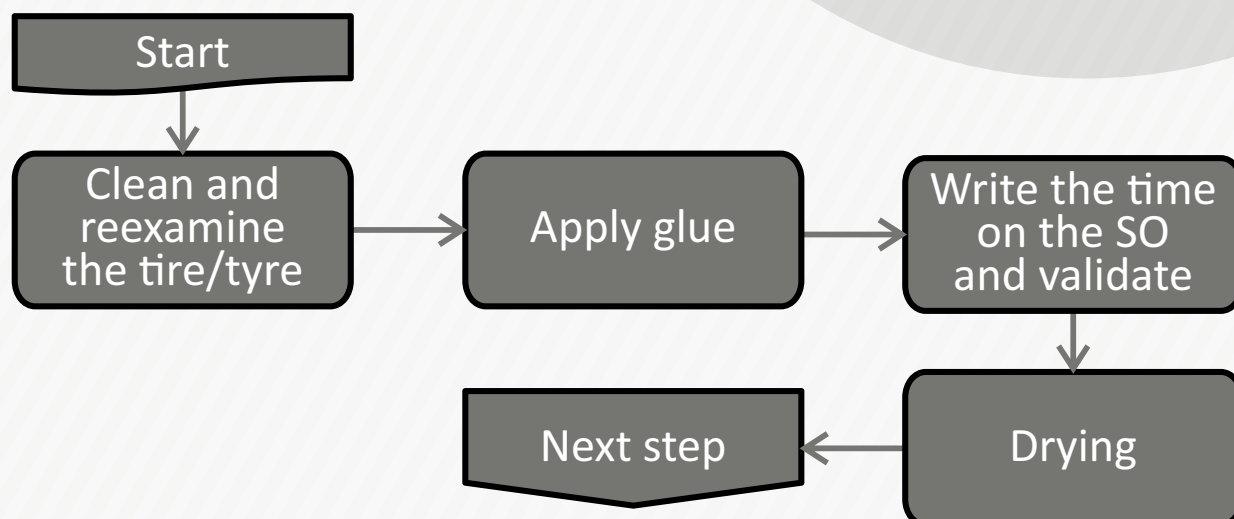 Start
Clean and
reexamine
the tire/tyre
Apply glue
Write the time
on the SO
and validate
Drying
Next step